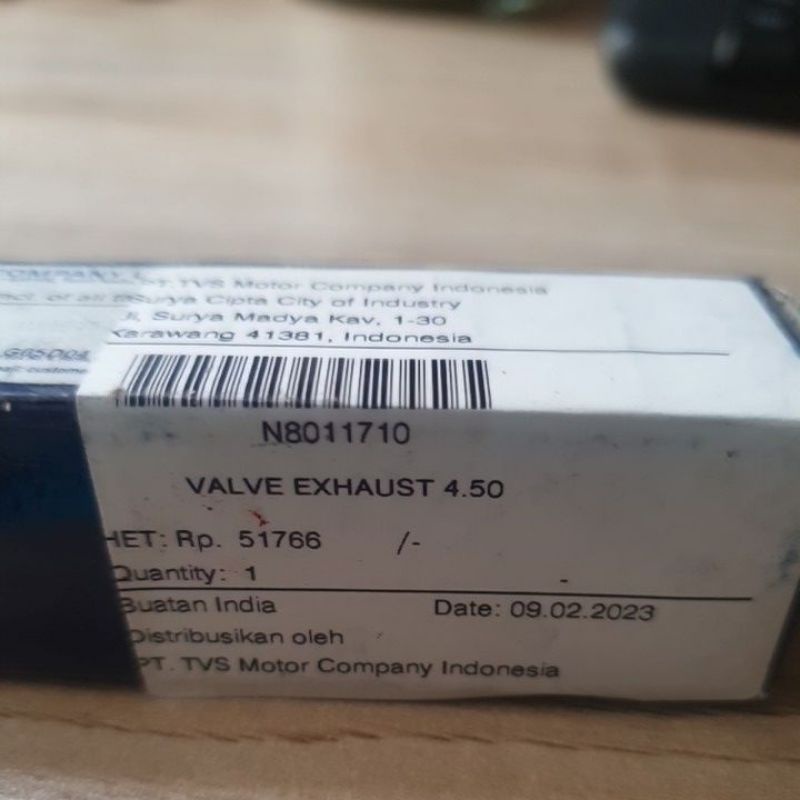 COMPANY
PT.TVS Motor Company Indonesia
Surya Cipta City of Industry
Jl. Surya Madya Kav, 1-30
Karawang 41381, Indonesia
N8011710
VALVE EXHAUST 4.50
HET: Rp. 51766 /-
Quantity: 1
Buatan India Date: 09.02.2023
Distribusikan oleh
PT. TVS Motor Company Indonesia